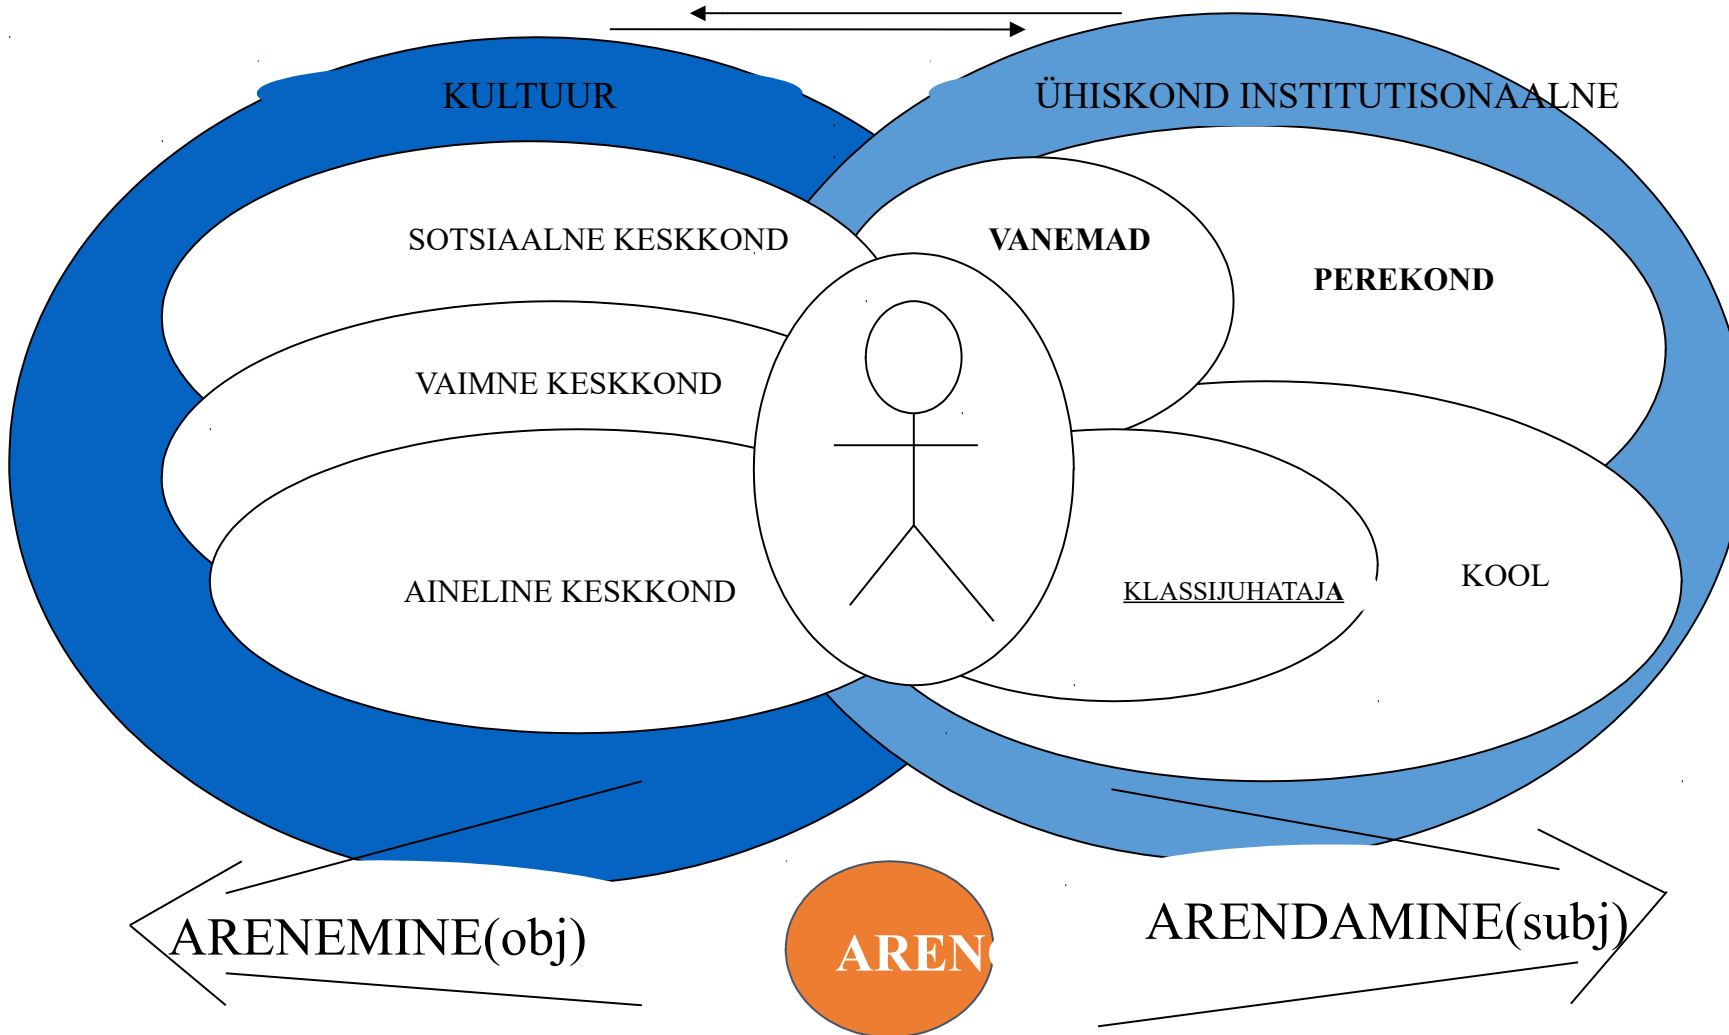 KULTUUR
ÜHISKOND INSTITUTISONAALNE
SOTSIAALNE KESKKOND
VANEMAD
PEREKOND
VAIMNE KESKKOND
AINELINE KESKKOND
KLASSIJUHATAJA
KOOL
ARENEMINE(obj)
ARENDAMINE(subj)